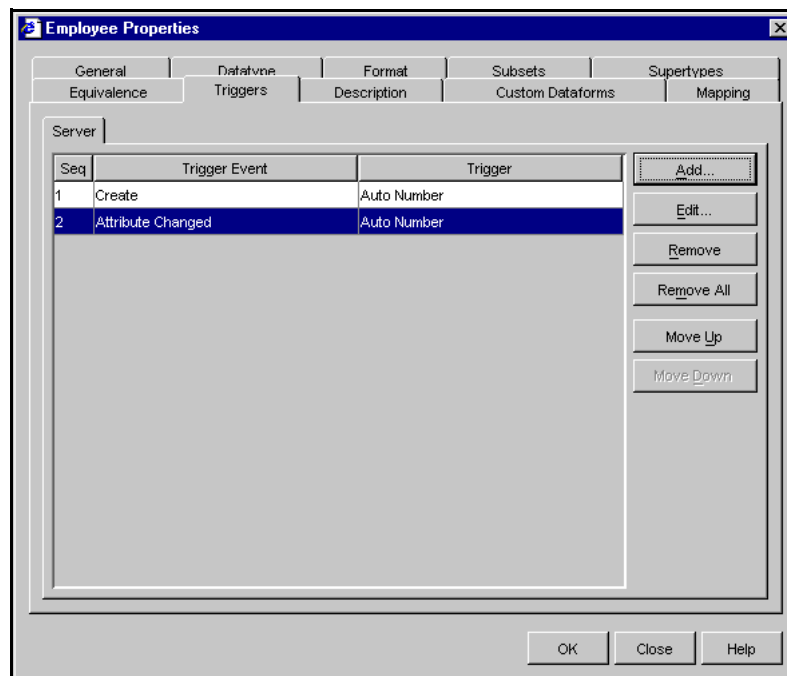 Employee Properties
General Datatype Format Subsets Supertypes
Equivalence Triggers Description Custom Dataforms Mapping
Server
Seq Trigger Event Trigger
1 Create Auto Number
2 Attribute Changed Auto Number
Add...
Edit...
Remove
Remove All
Move Up
Move Down
OK Close Help